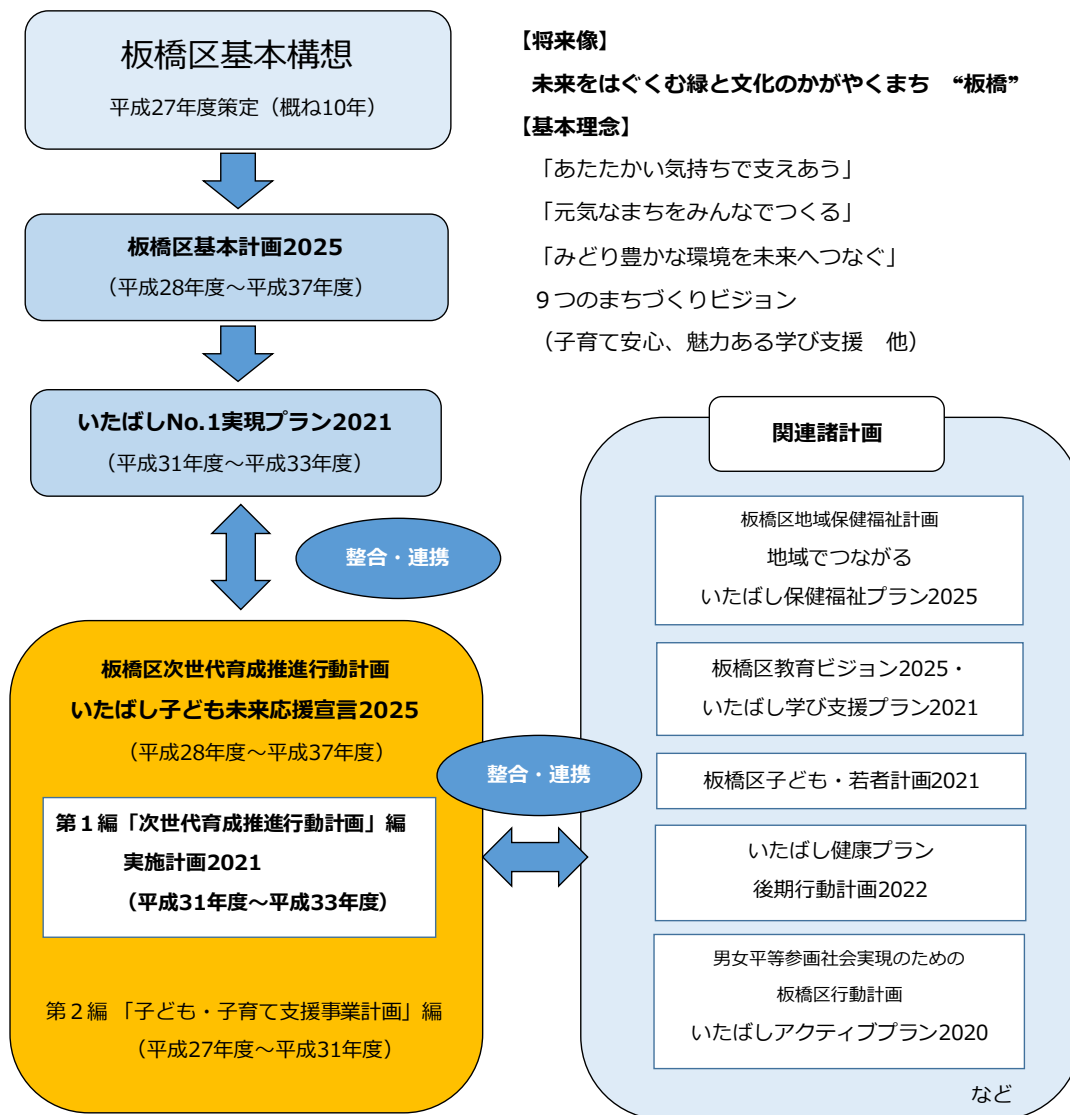 板橋区基本構想
平成27年度策定（概ね10年）
【将来像】
未来をはぐくむ緑と文化のかがやくまち　“板橋”
【基本理念】
「あたたかい気持ちで支えあう」
「元気なまちをみんなでつくる」
「みどり豊かな環境を未来へつなぐ」
９つのまちづくりビジョン
（子育て安心、魅力ある学び支援　他）
板橋区基本計画2025
（平成28年度～平成37年度）
いたばしNo.1実現プラン2021
（平成31年度～平成33年度）
整合・連携
板橋区次世代育成推進行動計画
いたばし子ども未来応援宣言2025
（平成28年度～平成37年度）
第１編「次世代育成推進行動計画」編
実施計画2021
（平成31年度～平成33年度）
第２編 「子ども・子育て支援事業計画」編
（平成27年度～平成31年度）
整合・連携
関連諸計画
板橋区地域保健福祉計画
地域でつながる
いたばし保健福祉プラン2025
板橋区教育ビジョン2025・
いたばし学び支援プラン2021
板橋区子ども・若者計画2021
いたばし健康プラン
後期行動計画2022
男女平等参画社会実現のための
板橋区行動計画
いたばしアクティブプラン2020
など